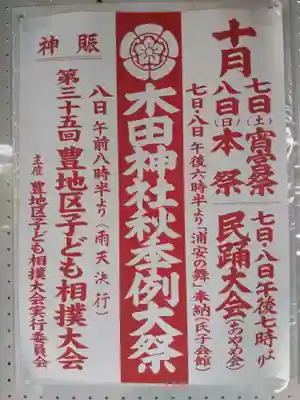 十月
七日(土)宵宮祭
八日(日)本祭
七日・八日午後七時より
民踊大会(あやめ会)
七日・八日 午後六時半より「浦安の舞」奉納(氏子会館)
木田神社秋季例大祭
神賑
八日 午前八時半より(雨天決行)
第三十五回 豊地区子ども相撲大会
主催 豊地区子ども相撲大会実行委員会